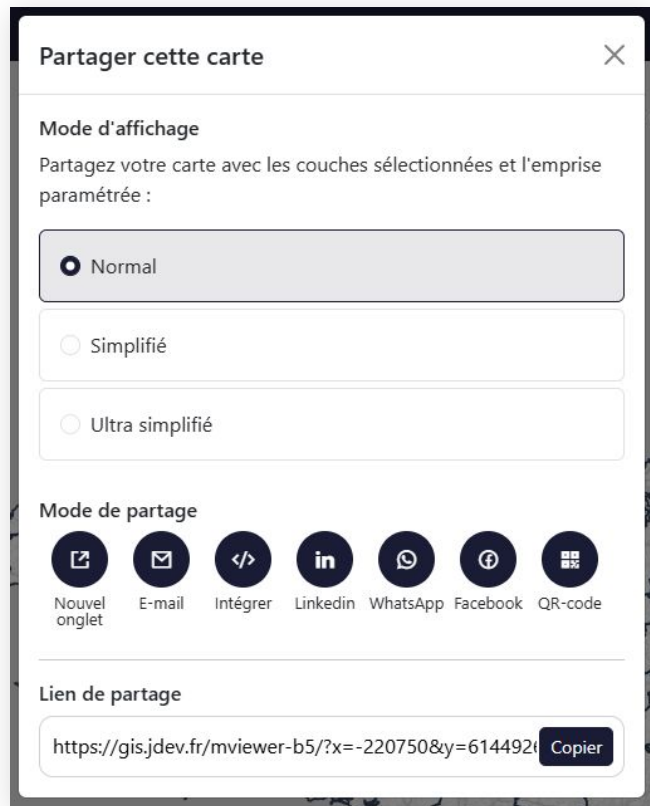 Partager cette carte
Mode d'affichage
Partagez votre carte avec les couches sélectionnées et l'emprise
paramétrée :
Normal
Simplifié
Ultra simplifié
Mode de partage
Nouvel
onglet
E-mail
Intégrer
Linkedin
WhatsApp
Facebook
QR-code
Lien de partage
https://gis.jdev.fr/mviewer-b5/?x=-220750&y=614492
Copier